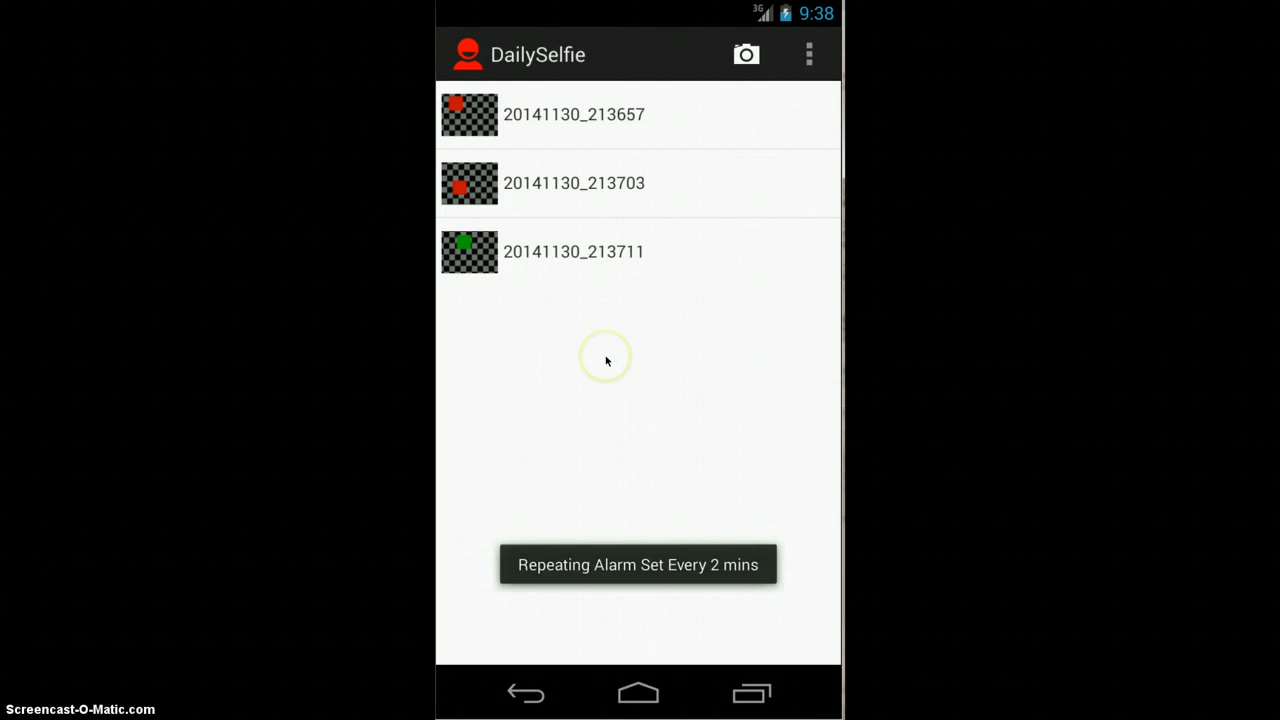 3G
9:38
DailySelfie
20141130_213657
20141130_213703
20141130_213711
Repeating Alarm Set Every 2 mins
Screencast-O-Matic.com